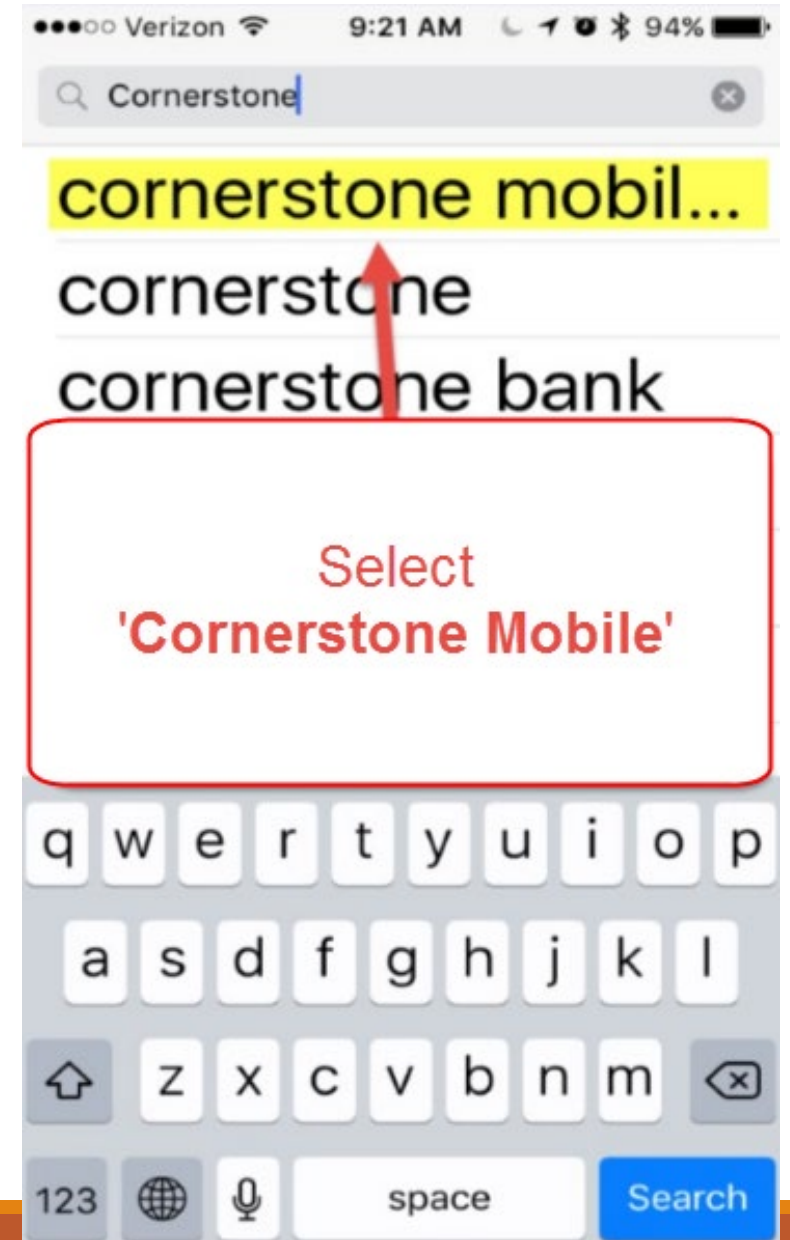 Verizon 9:21 AM 94%
Cornerstone
cornerstone mobil...
cornerstone
cornerstone bank
Select
'Cornerstone Mobile'
q w e r t y u i o p
a s d f g h j k l
z x c v b n m
123 space Search